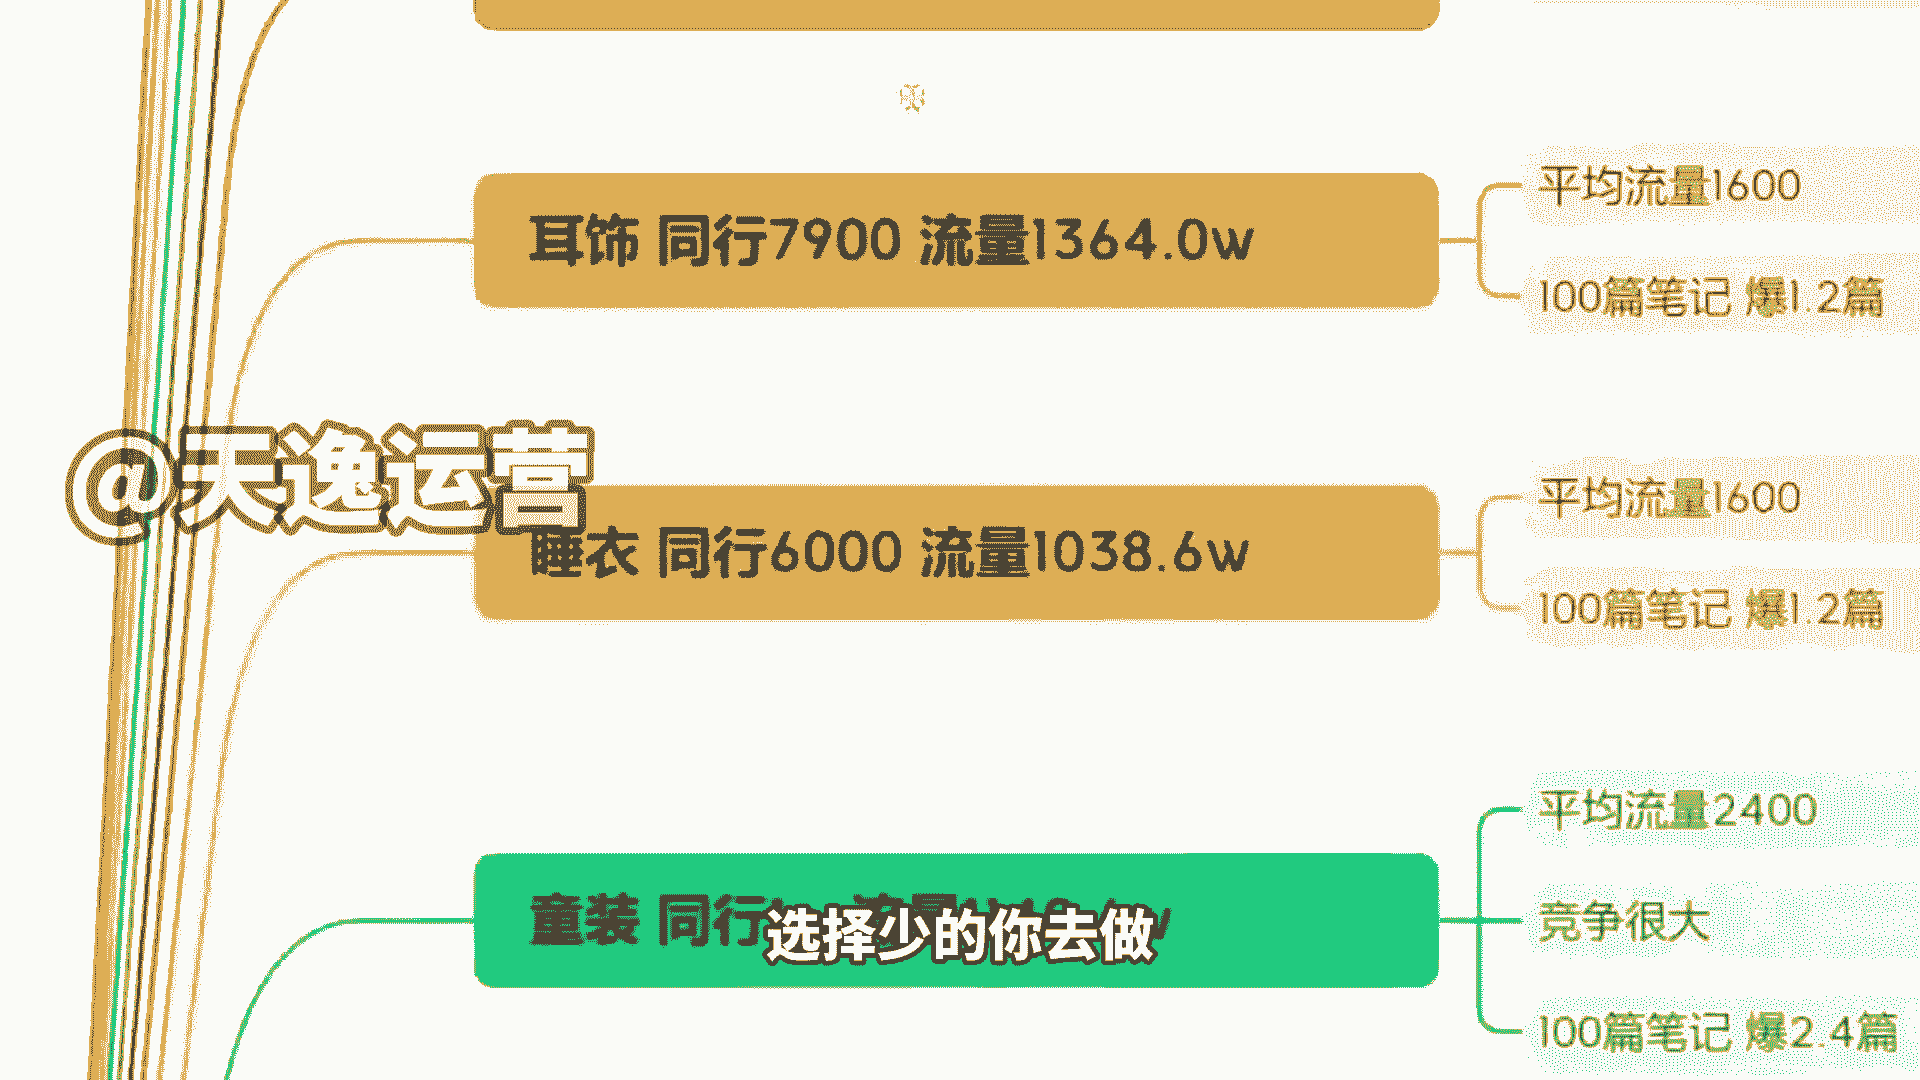 耳饰 同行7900 流量1364.0w
平均流量1600
100篇笔记 爆1.2篇
@天逸运营
睡衣 同行6000 流量1038.6w
平均流量1600
100篇笔记 爆1.2篇
童装 同行
平均流量2400
竞争很大
100篇笔记 爆2.4篇
选择少的你去做